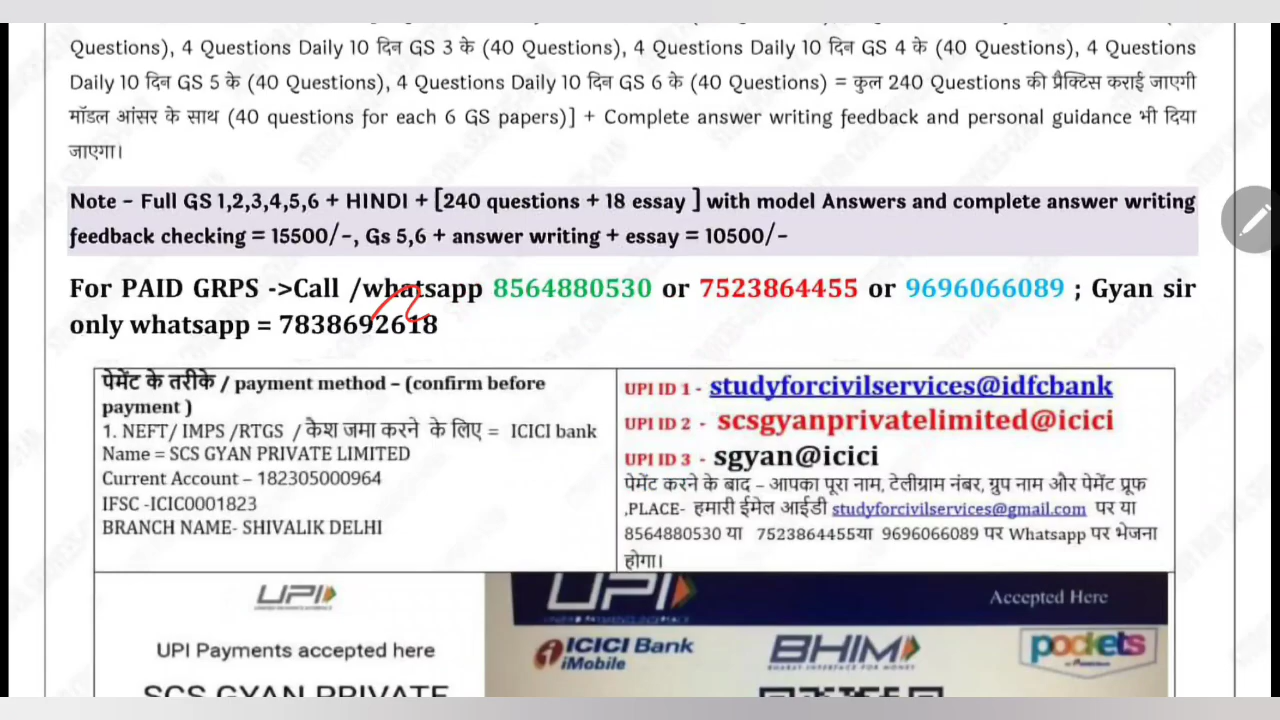 Questions), 4 Questions Daily 10 दिन GS 3 के (40 Questions), 4 Questions Daily 10 दिन GS 4 के (40 Questions), 4 Questions
Daily 10 दिन GS 5 के (40 Questions), 4 Questions Daily 10 दिन GS 6 के (40 Questions) = कुल 240 Questions की प्रैक्टिस कराई जाएगी
मॉडल आंसर के साथ (40 questions for each 6 GS papers)] + Complete answer writing feedback and personal guidance भी दिया
जाएगा।
Note – Full GS 1,2,3,4,5,6 + HINDI + [240 questions + 18 essay ] with model Answers and complete answer writing
feedback checking = 15500/-, Gs 5,6 + answer writing + essay = 10500/-
For PAID GRPS ->Call /whatsapp 8564880530 or 7523864455 or 9696066089 ; Gyan sir
only whatsapp = 7838692618
पेमेंट के तरीके / payment method – (confirm before
payment )
1. NEFT/ IMPS /RTGS / कैश जमा करने के लिए = ICICI bank
Name = SCS GYAN PRIVATE LIMITED
Current Account – 182305000964
IFSC -ICIC0001823
BRANCH NAME- SHIVALIK DELHI
UPI ID 1 - studyforcivilservices@idfcbank
UPI ID 2 - scsgyanprivatelimited@icici
UPI ID 3 - sgyan@icici
पेमेंट करने के बाद – आपका पूरा नाम, टेलीग्राम नंबर, ग्रुप नाम और पेमेंट प्रूफ
,PLACE- हमारी ईमेल आईडी studyforcivilservices@gmail.com पर या
8564880530 या 7523864455या 9696066089 पर Whatsapp पर भेजना
होगा।
UPI
UPI Payments accepted here
SCS GYAN PRIVATE
UPI
Accepted Here
ICICI Bank
iMobile
BHIM
BHARAT INTERFACE FOR MONEY
pockets